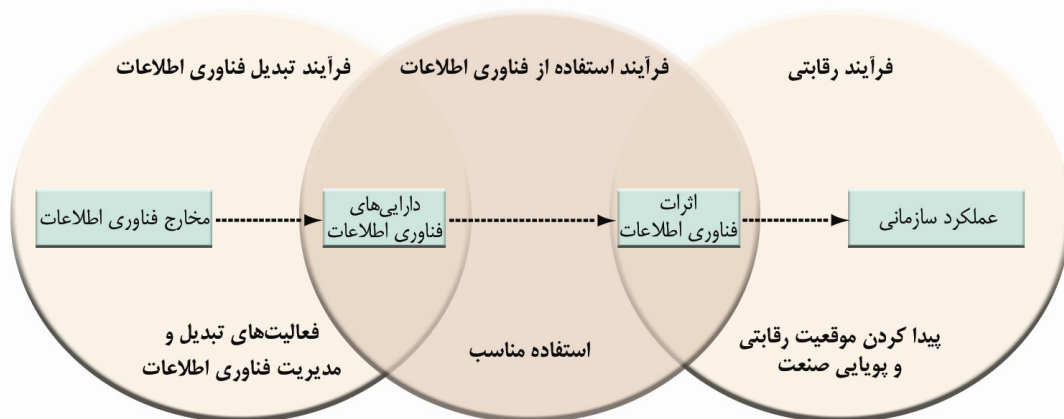 فرآیند تبدیل فناوری اطلاعات
فرآیند استفاده از فناوری اطلاعات
فرآیند رقابتی
مخارج فناوری اطلاعات
دارایی‌های
فناوری اطلاعات
اثرات
فناوری اطلاعات
عملکرد سازمانی
فعالیت‌های تبدیل و
مدیریت فناوری اطلاعات
استفاده مناسب
پیدا کردن موقعیت رقابتی
و پویایی صنعت